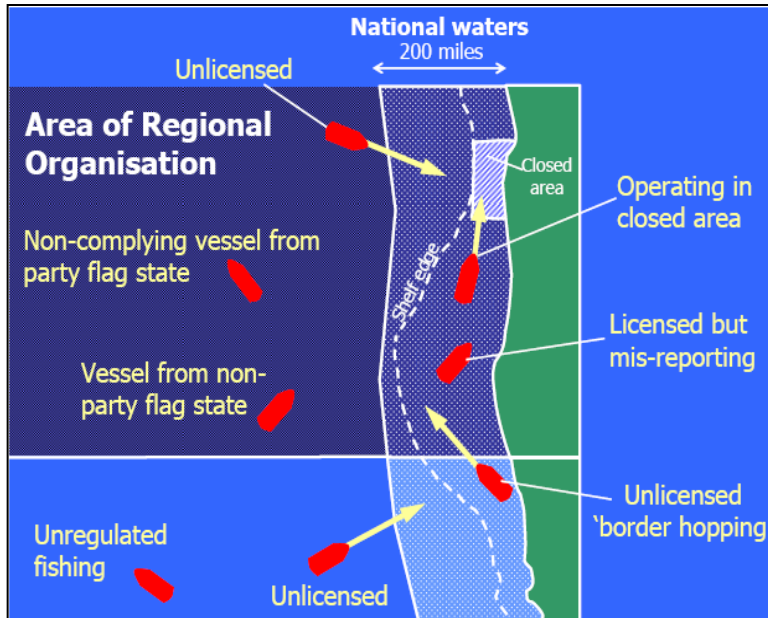 National waters
200 miles
Unlicensed
Area of Regional
Organisation
Closed
area
Operating in
closed area
Non-complying vessel from
party flag state
Shelf edge
Licensed but
mis-reporting
Vessel from non-
party flag state
Unlicensed
‘border hopping
Unregulated
fishing
Unlicensed